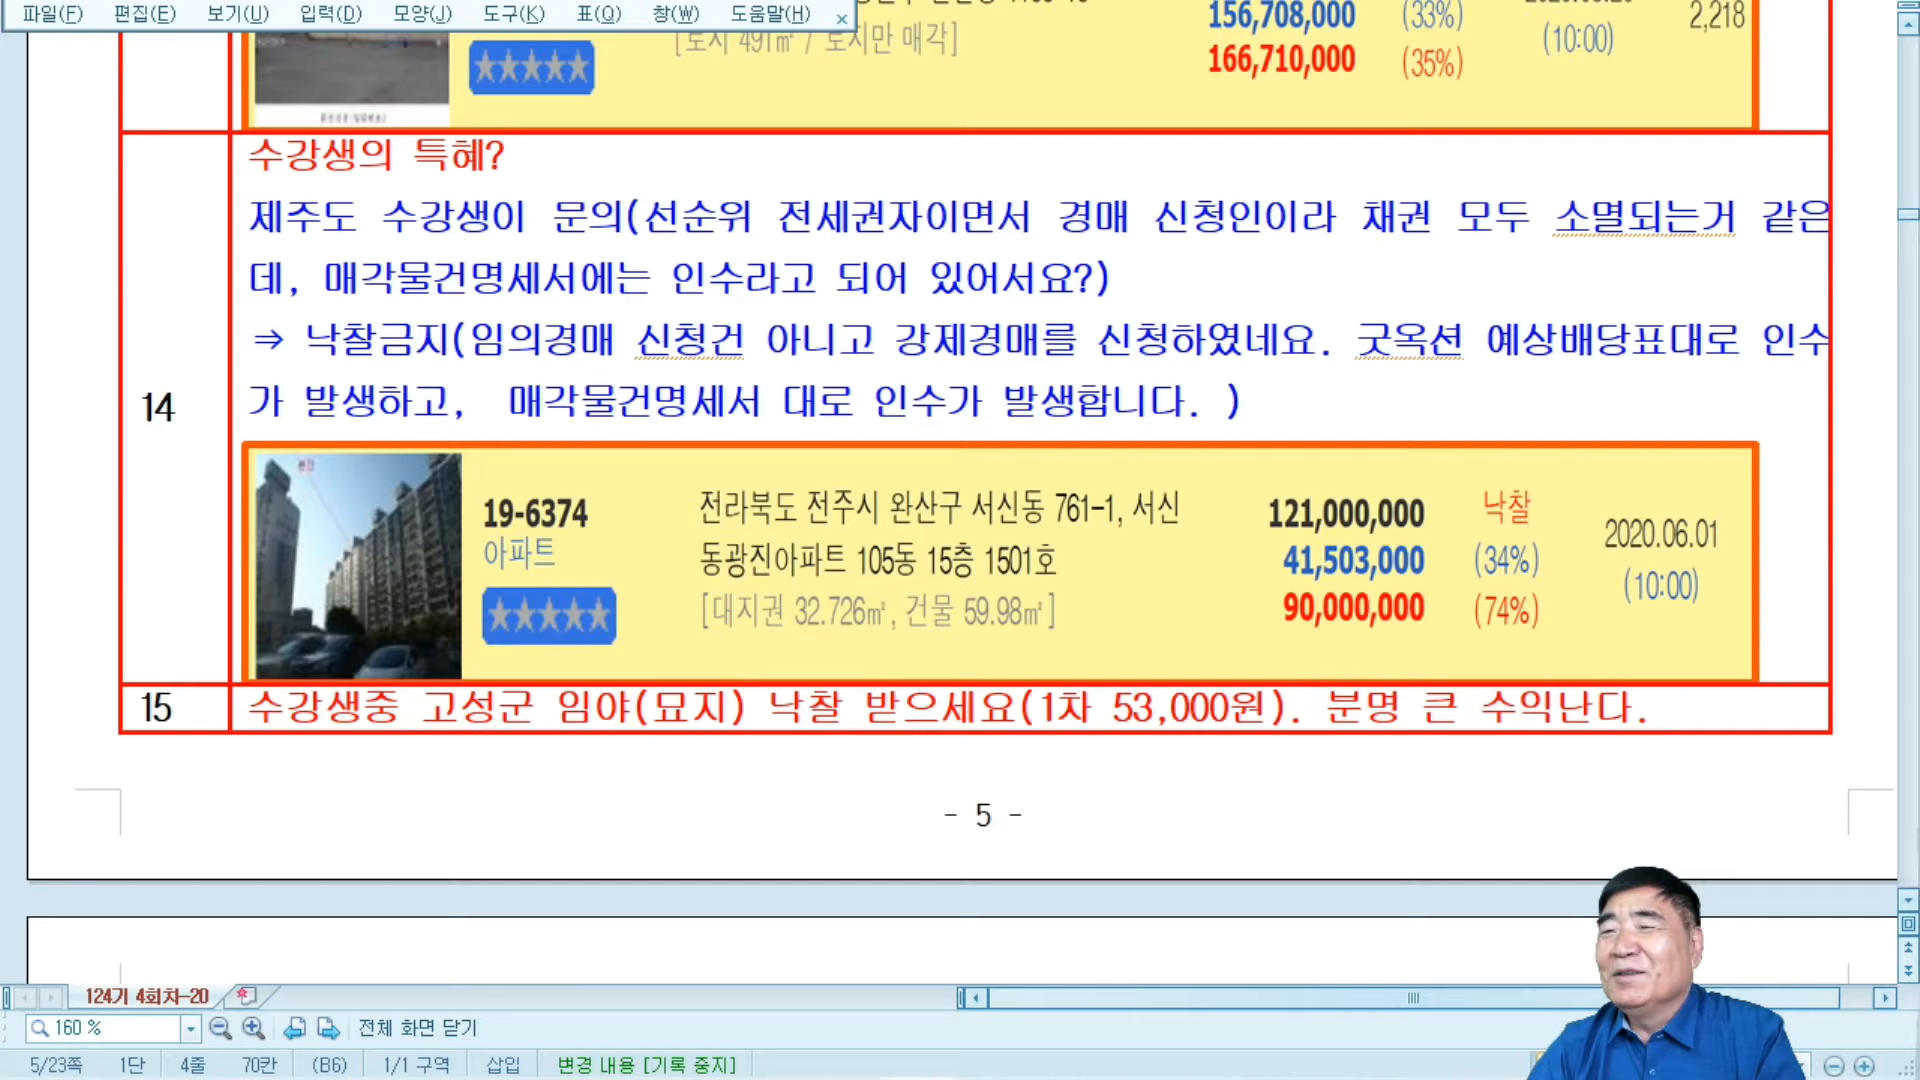 파일(F) 편집(E) 보기(U) 입력(D) 모양(J) 도구(K) 표(Q) 창(W) 도움말(H) x
156,708,000 (33%) 2,218
[토지 491㎡ / 토지만 매각] (10:00)
166,710,000 (35%)
수강생의 특혜?
제주도 수강생이 문의(선순위 전세권자이면서 경매 신청인이라 채권 모두 소멸되는거 같은
데, 매각물건명세서에는 인수라고 되어 있어서요?)
⇒ 낙찰금지(임의경매 신청건 아니고 강제경매를 신청하였네요. 굿옥션 예상배당표대로 인수
가 발생하고, 매각물건명세서 대로 인수가 발생합니다. )
14
19-6374 전라북도 전주시 완산구 서신동 761-1, 서신 121,000,000 낙찰 2020.06.01
아파트 동광진아파트 105동 15층 1501호 41,503,000 (34%) (10:00)
[대지권 32.726㎡, 건물 59.98㎡] 90,000,000 (74%)
15 수강생중 고성군 임야(묘지) 낙찰 받으세요(1차 53,000원). 분명 큰 수익난다.
- 5 -
124기 4회차-20
160 % 전체 화면 닫기
5/23쪽 1단 4줄 70칸 (B6) 1/1 구역 삽입 변경 내용 [기록 중지]